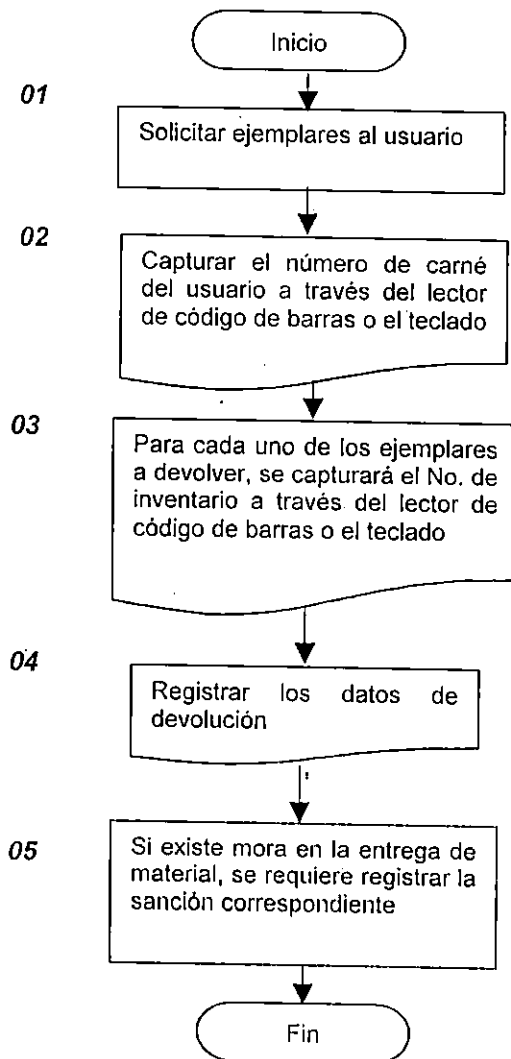 Inicio
01
Solicitar ejemplares al usuario
02
Capturar el número de carné
del usuario a través del lector
de código de barras o el teclado
03
Para cada uno de los ejemplares
a devolver, se capturará el No. de
inventario a través del lector de
código de barras o el teclado
04
Registrar los datos de
devolución
05
Si existe mora en la entrega de
material, se requiere registrar la
sanción correspondiente
Fin